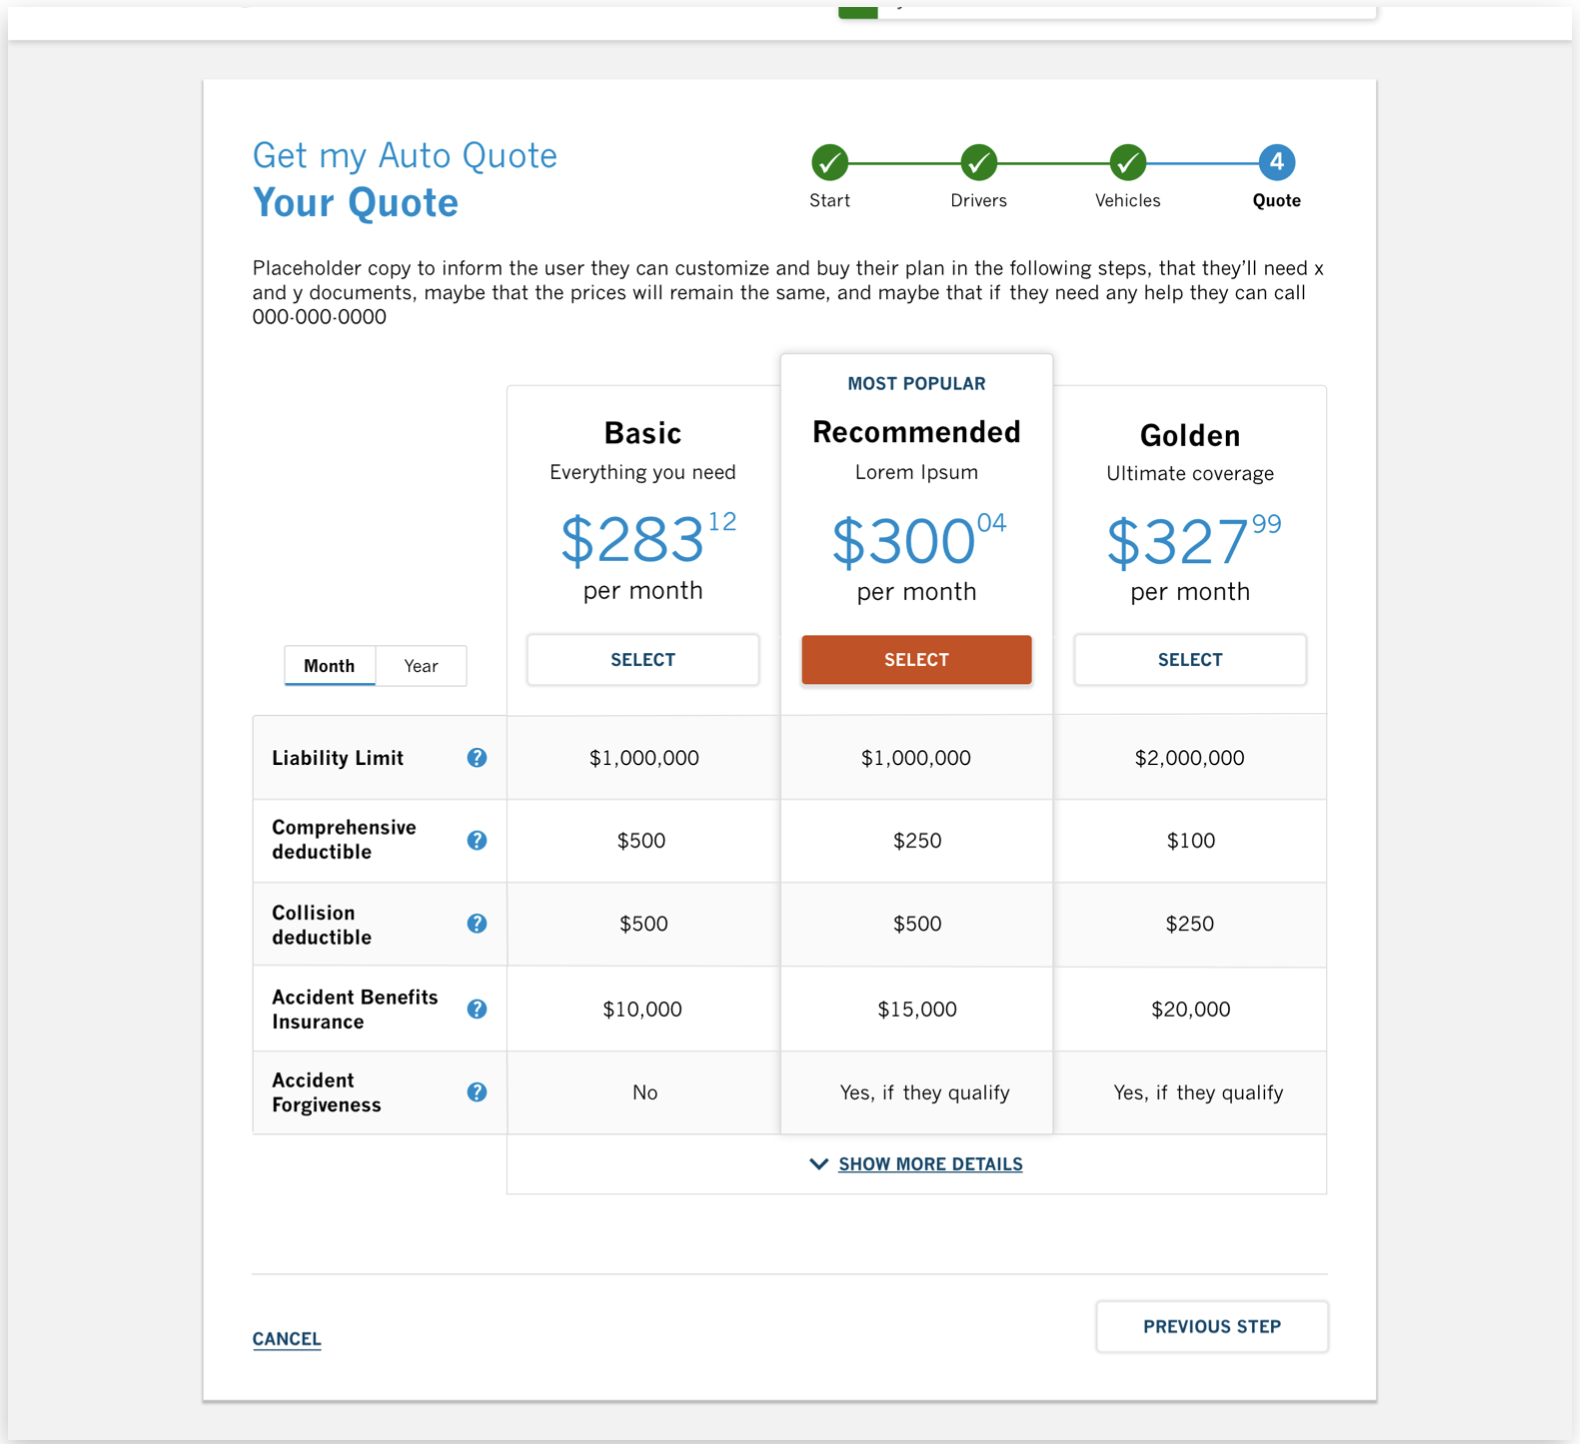 Get my Auto Quote
Your Quote
4
Start
Drivers
Vehicles
Quote
Placeholder copy to inform the user they can customize and buy their plan in the following steps, that they’ll need x
and y documents, maybe that the prices will remain the same, and maybe that if they need any help they can call
000-000-0000
MOST POPULAR
Basic
Recommended
Golden
Everything you need
Lorem Ipsum
Ultimate coverage
$283 12
$300 04
$327 99
per month
per month
per month
Month
Year
SELECT
SELECT
SELECT
Liability Limit
?
$1,000,000
$1,000,000
$2,000,000
Comprehensive
deductible
?
$500
$250
$100
Collision
deductible
?
$500
$500
$250
Accident Benefits
Insurance
?
$10,000
$15,000
$20,000
Accident
Forgiveness
?
No
Yes, if they qualify
Yes, if they qualify
SHOW MORE DETAILS
CANCEL
PREVIOUS STEP